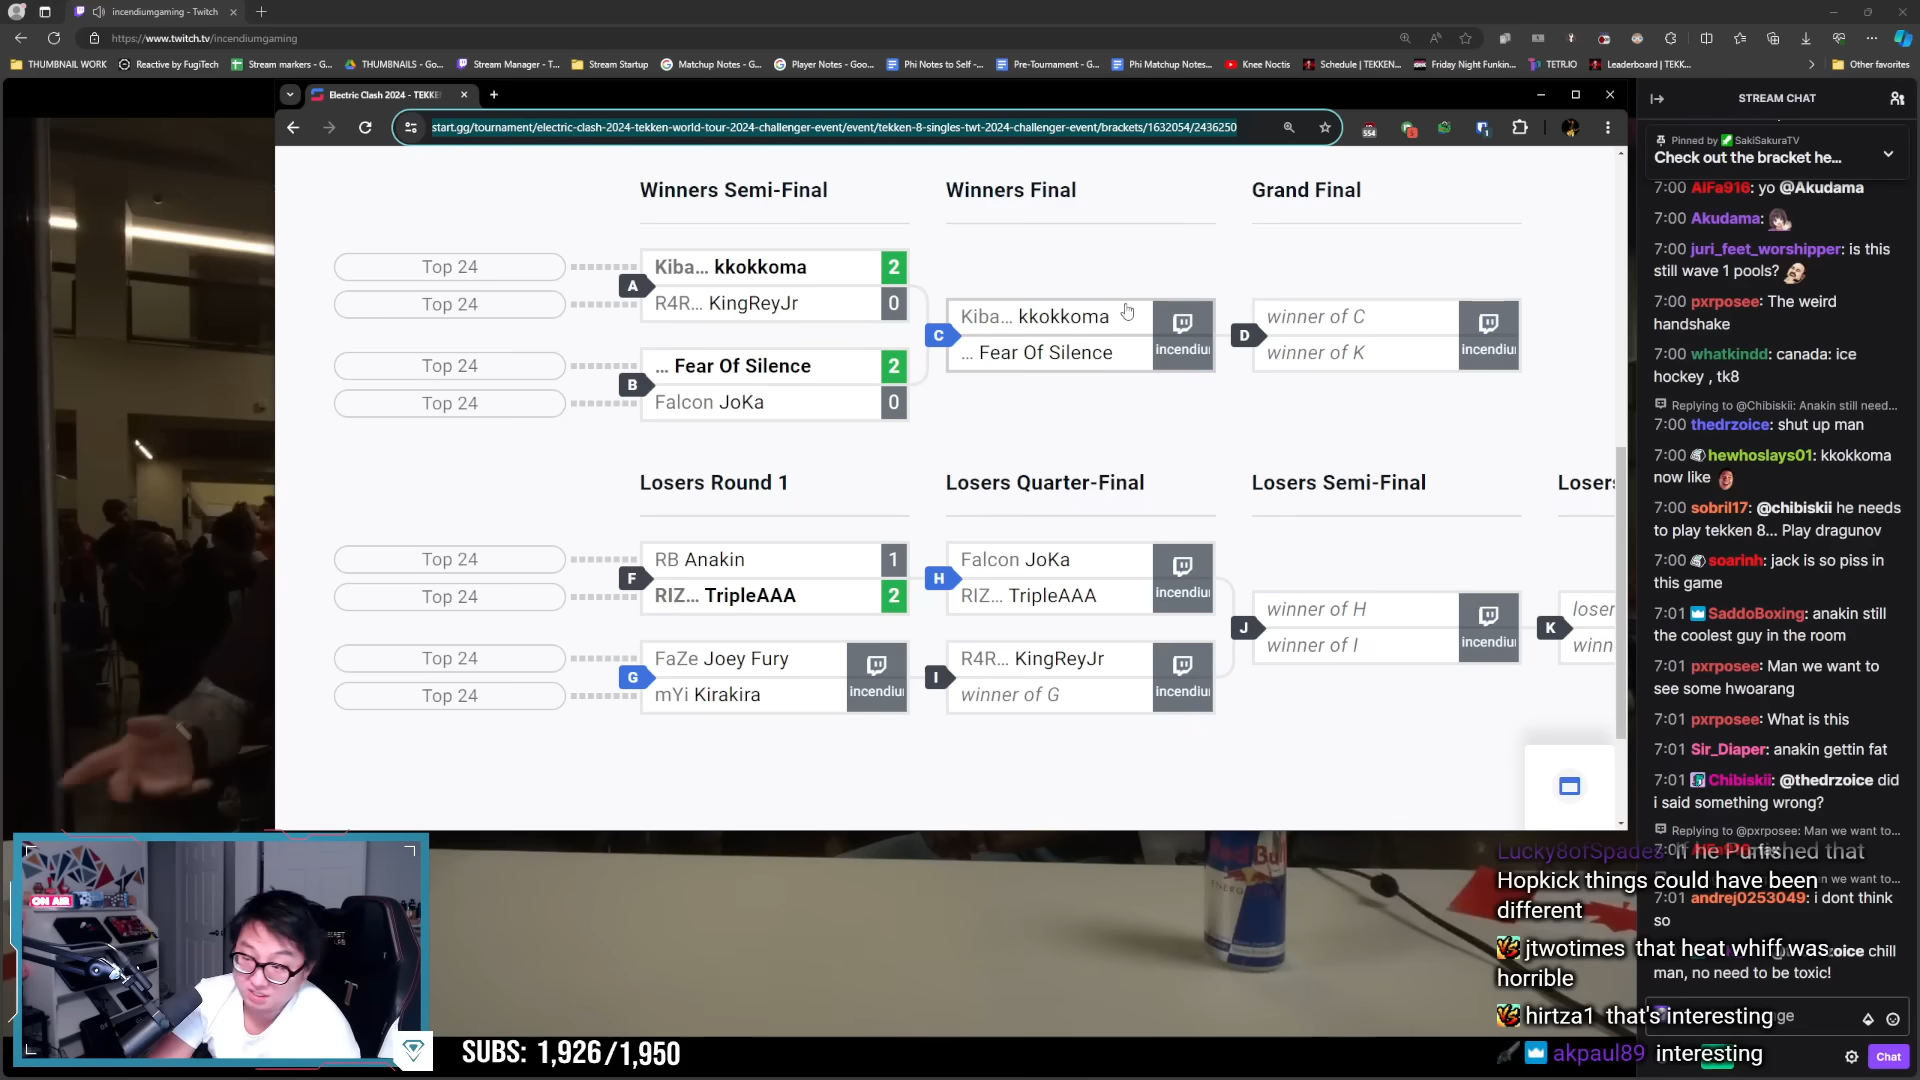 incendiumgaming - Twitch
https://www.twitch.tv/incendiumgaming
THUMBNAIL WORK
Reactive by FugiTech
Stream markers - G...
THUMBNAILS - Go...
Stream Manager - T...
Stream Startup
Matchup Notes - G...
Player Notes - Goo...
Phi Notes to Self -...
Pre-Tournament - G...
Phi Matchup Notes...
Knee Noctis
Schedule | TEKKEN...
Friday Night Funkin...
TETR.IO
Leaderboard | TEKK...
Other favorites
Electric Clash 2024 - TEKKE
start.gg/tournament/electric-clash-2024-tekken-world-tour-2024-challenger-event/event/tekken-8-singles-twt-2024-challenger-event/brackets/1632054/2436250
554
Winners Semi-Final
Winners Final
Grand Final
Top 24
Top 24
A
Kiba... kkokkoma 2
R4R... KingReyJr 0
Top 24
Top 24
B
... Fear Of Silence 2
Falcon JoKa 0
C
Kiba... kkokkoma
... Fear Of Silence
incendiu
D
winner of C
winner of K
incendiu
Losers Round 1
Losers Quarter-Final
Losers Semi-Final
Losers
Top 24
Top 24
F
RB Anakin 1
RIZ... TripleAAA 2
Top 24
Top 24
G
FaZe Joey Fury
mYi Kirakira
incendiu
H
Falcon JoKa
RIZ... TripleAAA
incendiu
I
R4R... KingReyJr
winner of G
incendiu
J
winner of H
winner of I
incendiu
K
loser
winn
STREAM CHAT
Pinned by SakiSakuraTV
Check out the bracket he...
7:00 AiFa916: yo @Akudama
7:00 Akudama:
7:00 juri_feet_worshipper: is this
still wave 1 pools?
7:00 pxrposee: The weird
handshake
7:00 whatkindd: canada: ice
hockey , tk8
Replying to @Chibiskii: Anakin still need...
7:00 thedrzoice: shut up man
7:00 hewhoslays01: kkokkoma
now like
7:00 sobril17: @chibiskii he needs
to play tekken 8... Play dragunov
7:00 soarinh: jack is so piss in
this game
7:01 SaddoBoxing: anakin still
the coolest guy in the room
7:01 pxrposee: Man we want to
see some hwoarang
7:01 pxrposee: What is this
7:01 Sir_Diaper: anakin gettin fat
7:01 Chibiskii: @thedrzoice did
i said something wrong?
Replying to @pxrposee: Man we want to...
7:01 andrej0253049: i dont think
so
chill
man, no need to be toxic!
Chat
Lucky8ofSpades If he Punished that
Hopkick things could have been
different
jtwotimes that heat whiff was
horrible
hirtza1 that's interesting
akpaul89 interesting
ON AIR
Red Bull
SUBS: 1,926/1,950